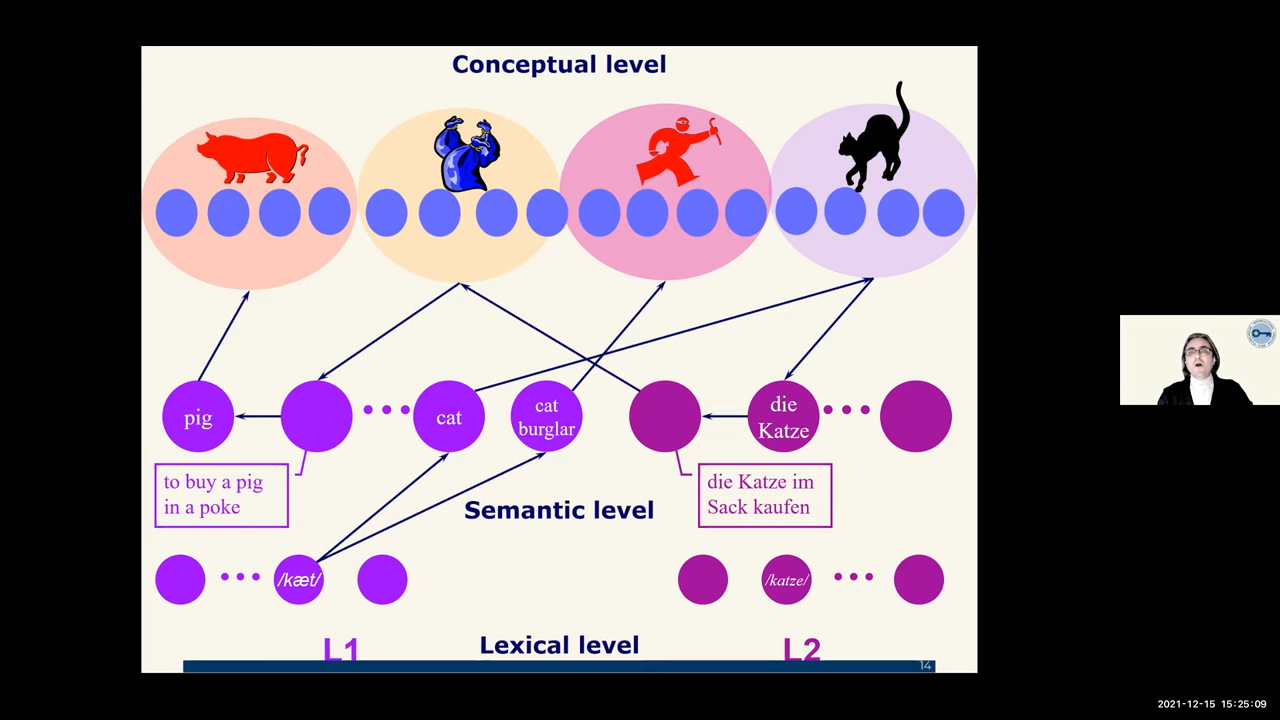 Conceptual level
pig
cat
cat
burglar
die
Katze
to buy a pig
in a poke
die Katze im
Sack kaufen
Semantic level
/kæt/
/katze/
L1
Lexical level
L2
14
2021-12-15 15:25:09